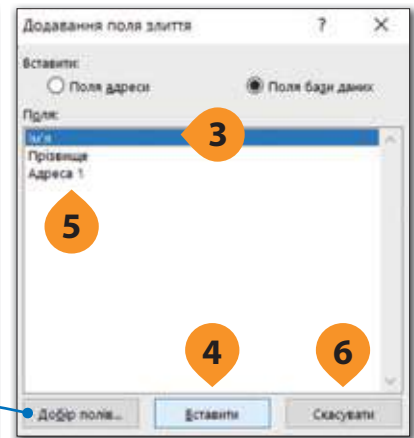 Додавання поля злиття ? ×
Вставити:
Поля адреси Поля бази даних
Поля:
Ім'я
Прізвище
Адреса 1
3
5
4
6
Добір полів... Вставити Скасувати